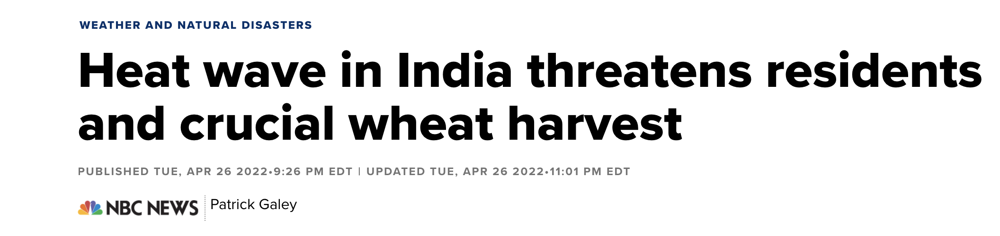 WEATHER AND NATURAL DISASTERS
Heat wave in India threatens residents
and crucial wheat harvest
PUBLISHED TUE, APR 26 2022•9:26 PM EDT | UPDATED TUE, APR 26 2022•11:01 PM EDT
NBC NEWS Patrick Galey